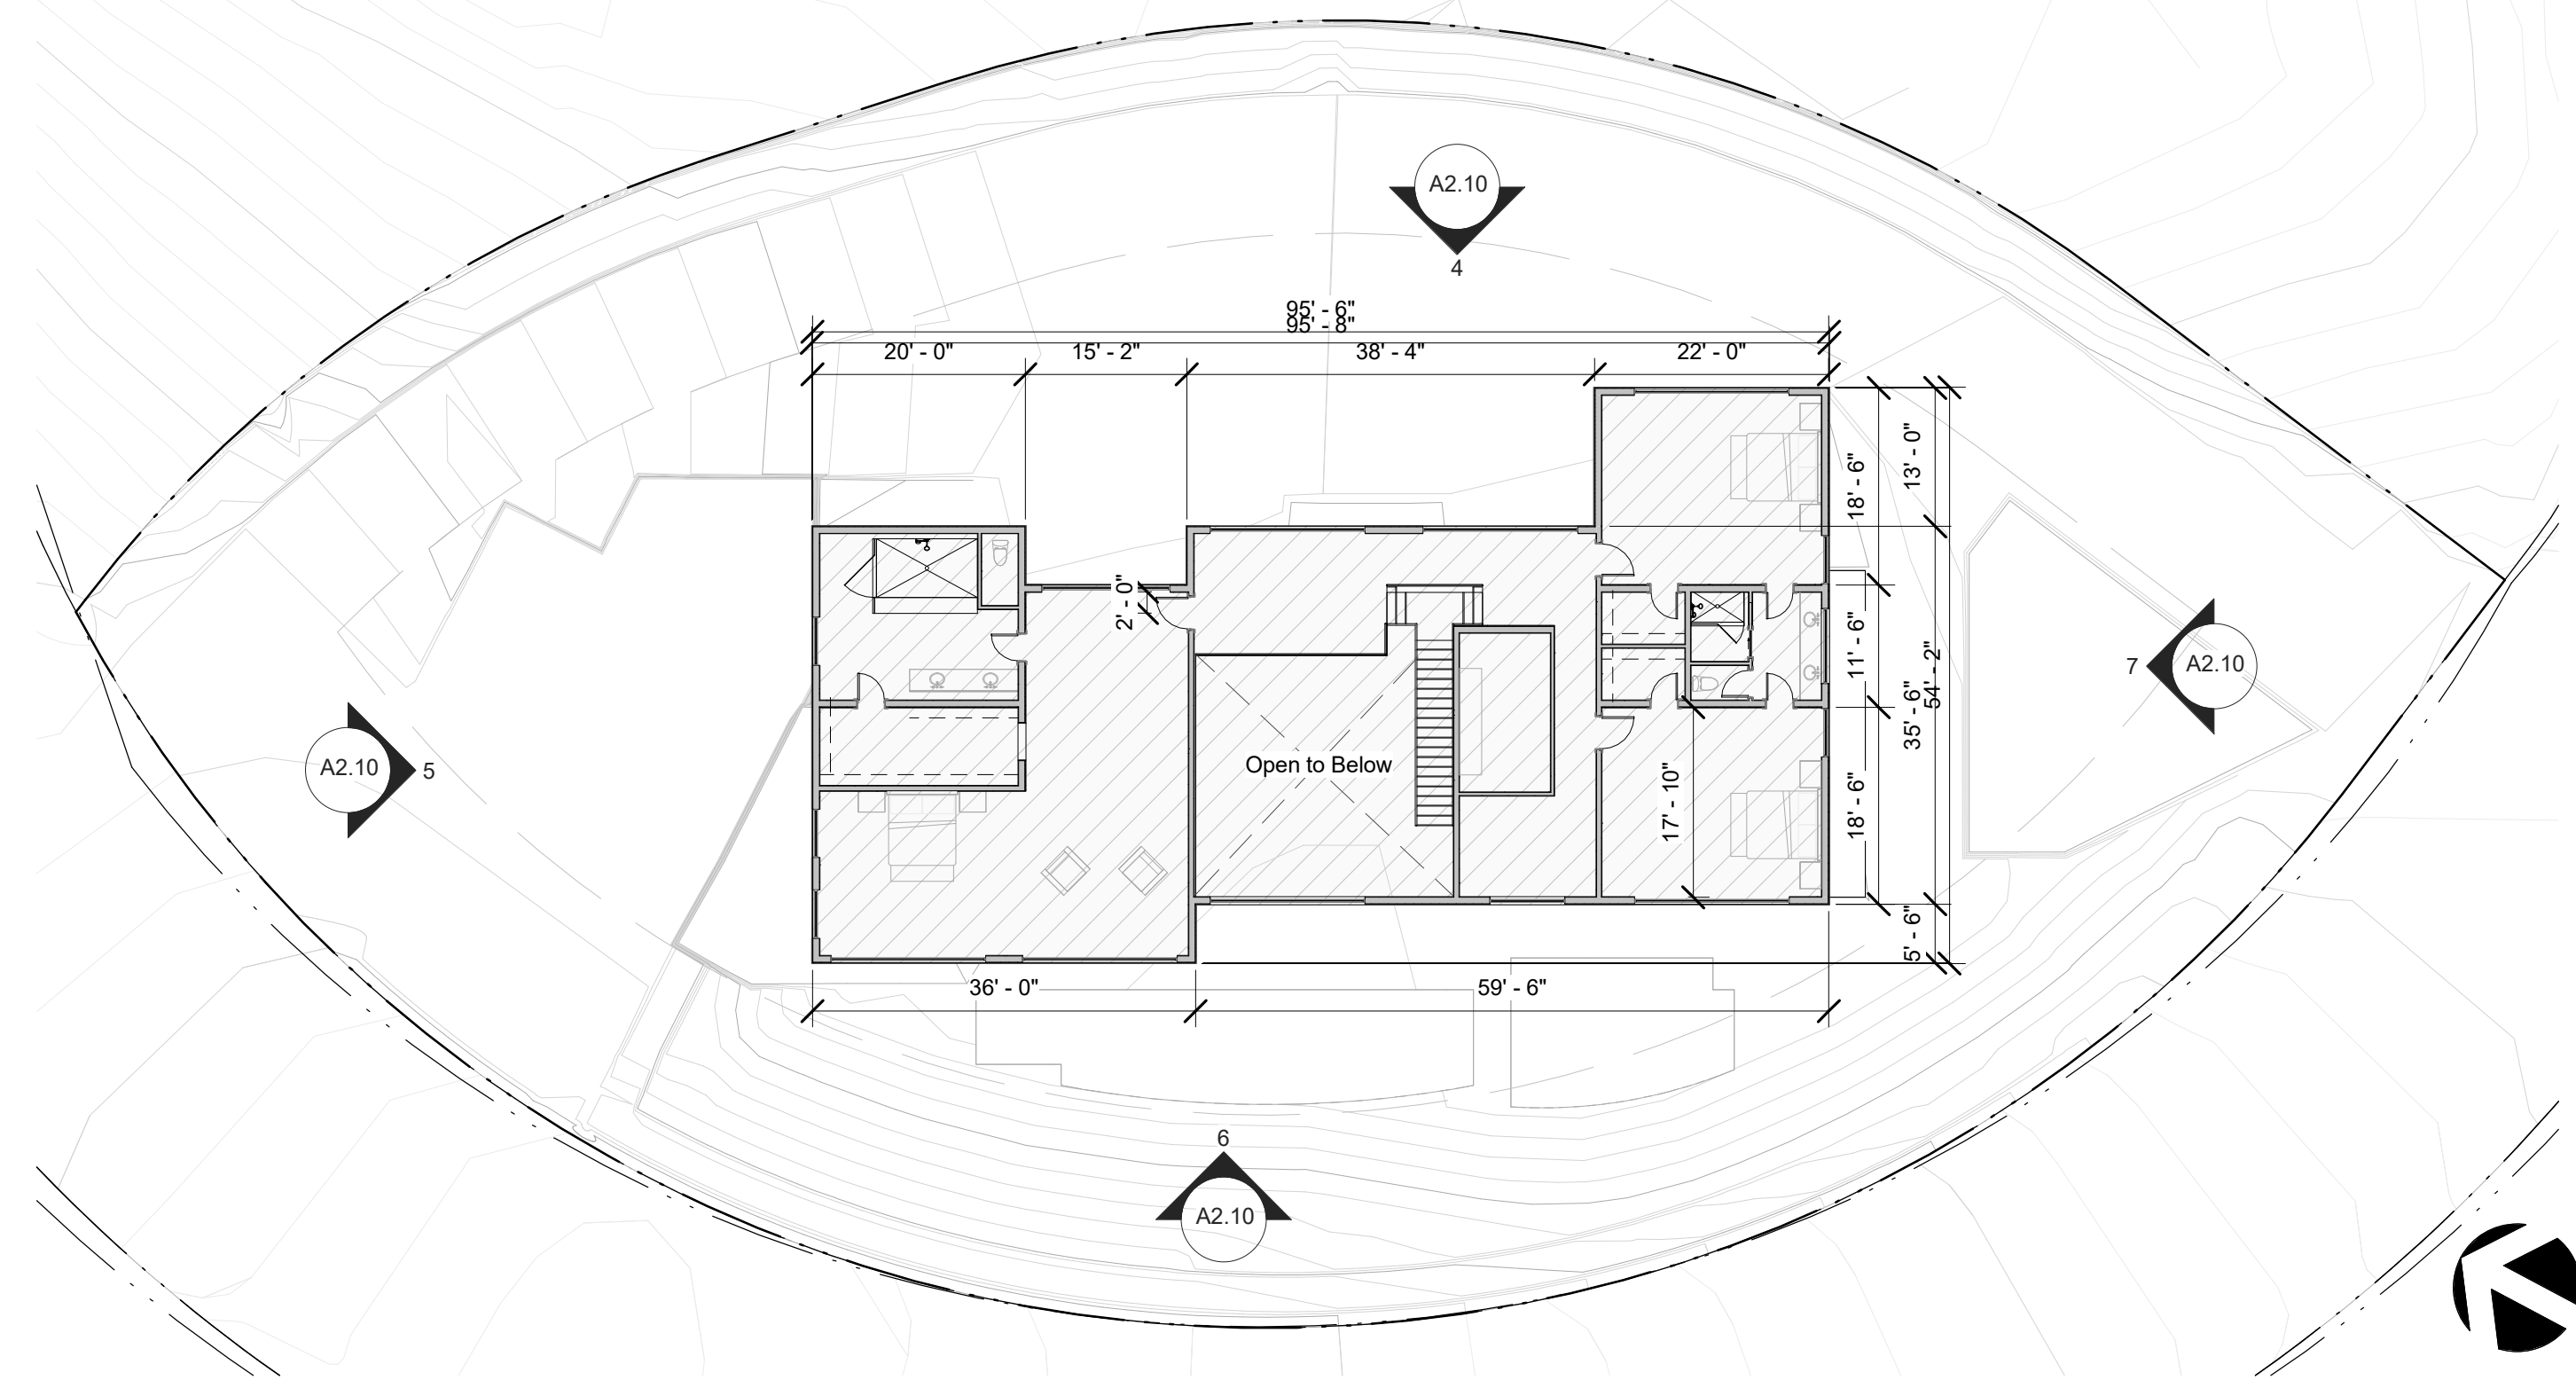 A2.10
4
95' - 6"
95' - 8"
20' - 0"
15' - 2"
38' - 4"
22' - 0"
18' - 6"
13' - 0"
2' - 0"
11' - 6"
35' - 6"
54' - 2"
7
A2.10
A2.10
5
Open to Below
17' - 10"
18' - 6"
5' - 6"
36' - 0"
59' - 6"
6
A2.10